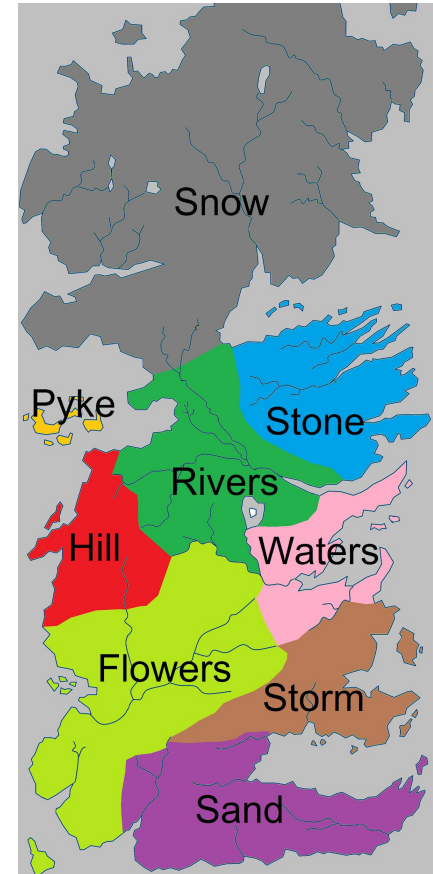 Snow
Pyke
Stone
Rivers
Hill
Waters
Flowers
Storm
Sand